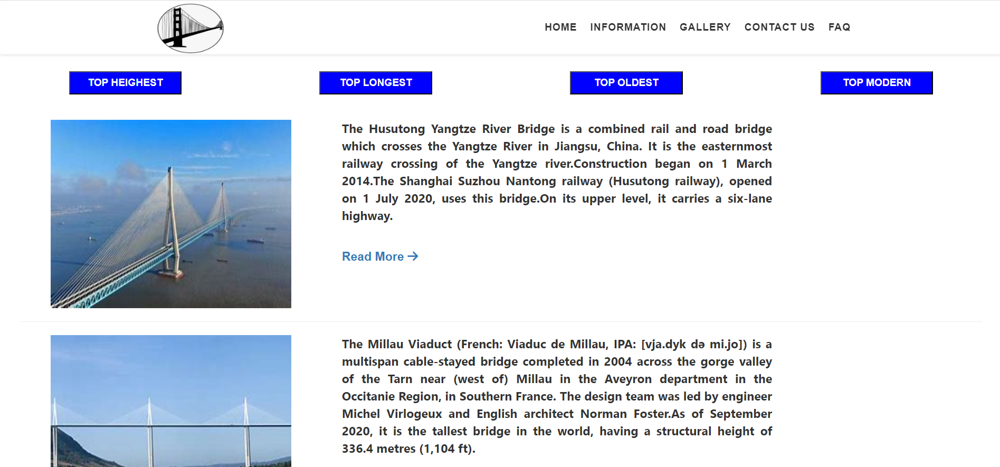 HOME INFORMATION GALLERY CONTACT US FAQ
TOP HEIGHEST TOP LONGEST TOP OLDEST TOP MODERN
The Husutong Yangtze River Bridge is a combined rail and road bridge
which crosses the Yangtze River in Jiangsu, China. It is the easternmost
railway crossing of the Yangtze river.Construction began on 1 March
2014.The Shanghai Suzhou Nantong railway (Husutong railway), opened
on 1 July 2020, uses this bridge.On its upper level, it carries a six-lane
highway.
Read More →
The Millau Viaduct (French: Viaduc de Millau, IPA: [vja.dyk də mi.jo]) is a
multispan cable-stayed bridge completed in 2004 across the gorge valley
of the Tarn near (west of) Millau in the Aveyron department in the
Occitanie Region, in Southern France. The design team was led by engineer
Michel Virlogeux and English architect Norman Foster.As of September
2020, it is the tallest bridge in the world, having a structural height of
336.4 metres (1,104 ft).